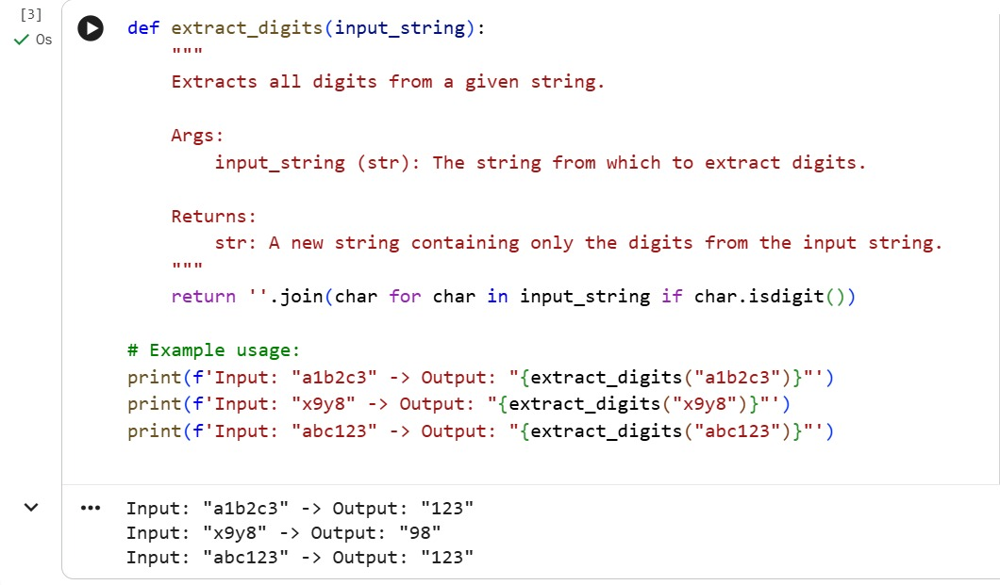 [3]
0s
def extract_digits(input_string):
    """
    Extracts all digits from a given string.

    Args:
        input_string (str): The string from which to extract digits.

    Returns:
        str: A new string containing only the digits from the input string.
    """
    return ''.join(char for char in input_string if char.isdigit())

# Example usage:
print(f'Input: "a1b2c3" -> Output: "{extract_digits("a1b2c3")}"')
print(f'Input: "x9y8" -> Output: "{extract_digits("x9y8")}"')
print(f'Input: "abc123" -> Output: "{extract_digits("abc123")}"')

Input: "a1b2c3" -> Output: "123"
Input: "x9y8" -> Output: "98"
Input: "abc123" -> Output: "123"